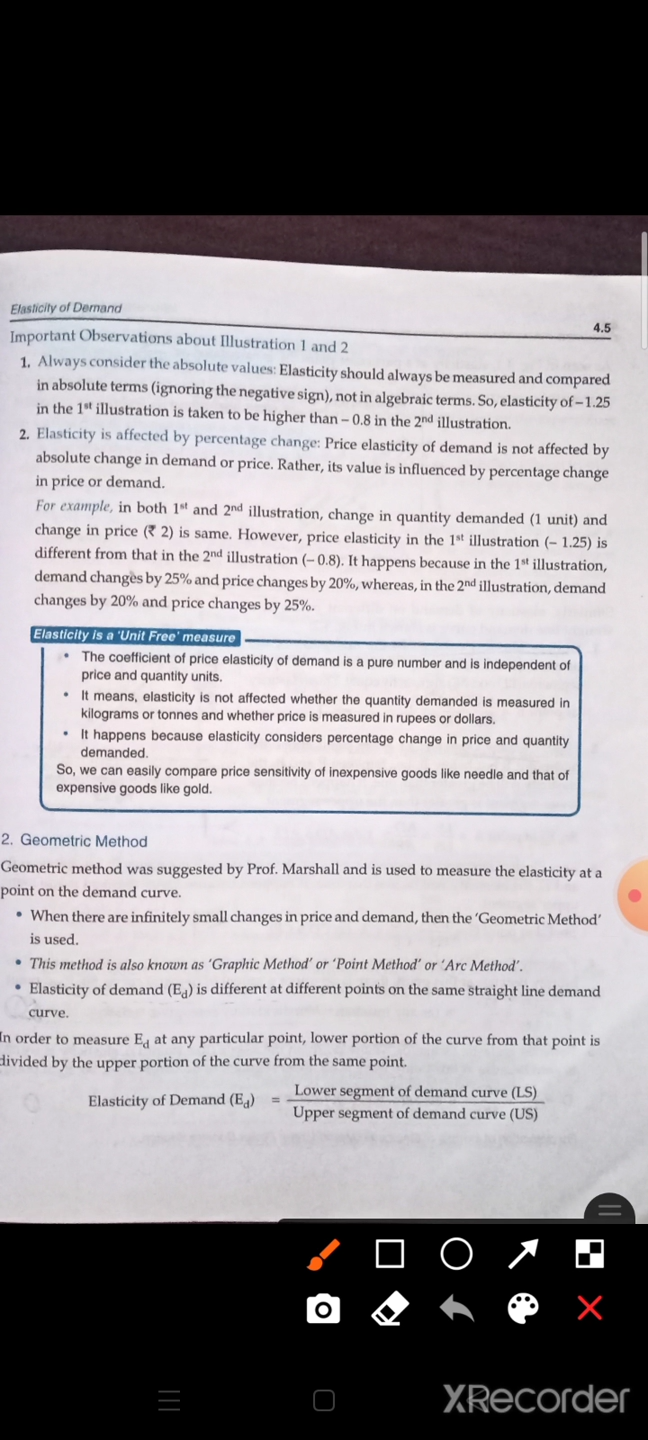 Elasticity of Demand
4.5
Important Observations about Illustration 1 and 2
1. Always consider the absolute values: Elasticity should always be measured and compared
in absolute terms (ignoring the negative sign), not in algebraic terms. So, elasticity of –1.25
in the 1st illustration is taken to be higher than – 0.8 in the 2nd illustration.
2. Elasticity is affected by percentage change: Price elasticity of demand is not affected by
absolute change in demand or price. Rather, its value is influenced by percentage change
in price or demand.
For example, in both 1st and 2nd illustration, change in quantity demanded (1 unit) and
change in price (₹ 2) is same. However, price elasticity in the 1st illustration (– 1.25) is
different from that in the 2nd illustration (– 0.8). It happens because in the 1st illustration,
demand changes by 25% and price changes by 20%, whereas, in the 2nd illustration, demand
changes by 20% and price changes by 25%.
Elasticity is a 'Unit Free' measure
• The coefficient of price elasticity of demand is a pure number and is independent of
price and quantity units.
• It means, elasticity is not affected whether the quantity demanded is measured in
kilograms or tonnes and whether price is measured in rupees or dollars.
• It happens because elasticity considers percentage change in price and quantity
demanded.
So, we can easily compare price sensitivity of inexpensive goods like needle and that of
expensive goods like gold.
2. Geometric Method
Geometric method was suggested by Prof. Marshall and is used to measure the elasticity at a
point on the demand curve.
• When there are infinitely small changes in price and demand, then the 'Geometric Method'
is used.
• This method is also known as 'Graphic Method' or 'Point Method' or 'Arc Method'.
• Elasticity of demand (Ed) is different at different points on the same straight line demand
curve.
In order to measure Ed at any particular point, lower portion of the curve from that point is
divided by the upper portion of the curve from the same point.
Elasticity of Demand (Ed) = Lower segment of demand curve (LS)
Upper segment of demand curve (US)
XRecorder